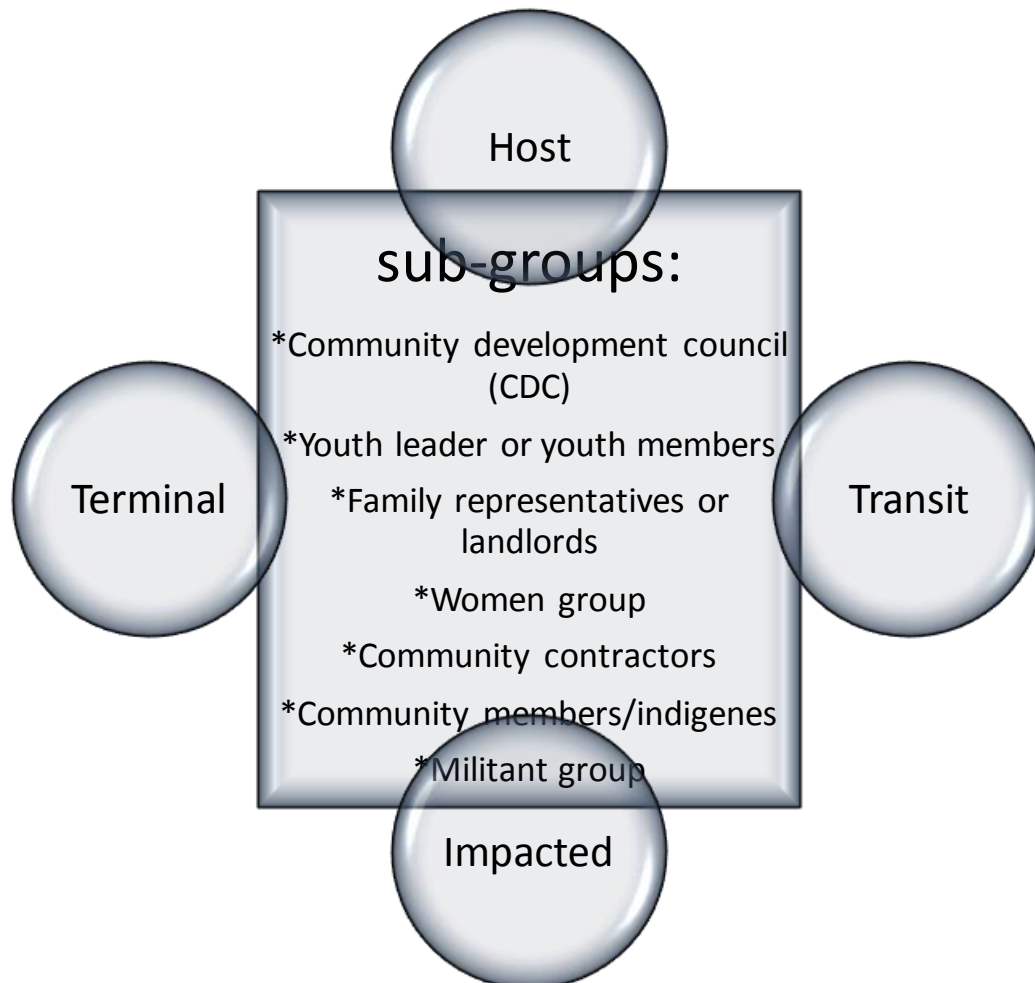 Host
sub-groups:
*Community development council
(CDC)
*Youth leader or youth members
*Family representatives or
landlords
*Women group
*Community contractors
*Community members/indigenes
*Militant group
Terminal
Transit
Impacted